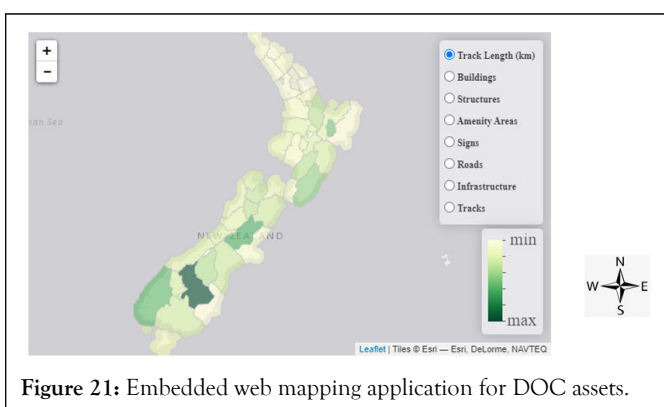 +
−
Track Length (km)
Buildings
Structures
Amenity Areas
Signs
Roads
Infrastructure
Tracks
man Sea
NEW ZEALAND
min
max
N
W E
S
Leaflet | Tiles © Esri — Esri, DeLorme, NAVTEQ
Figure 21: Embedded web mapping application for DOC assets.